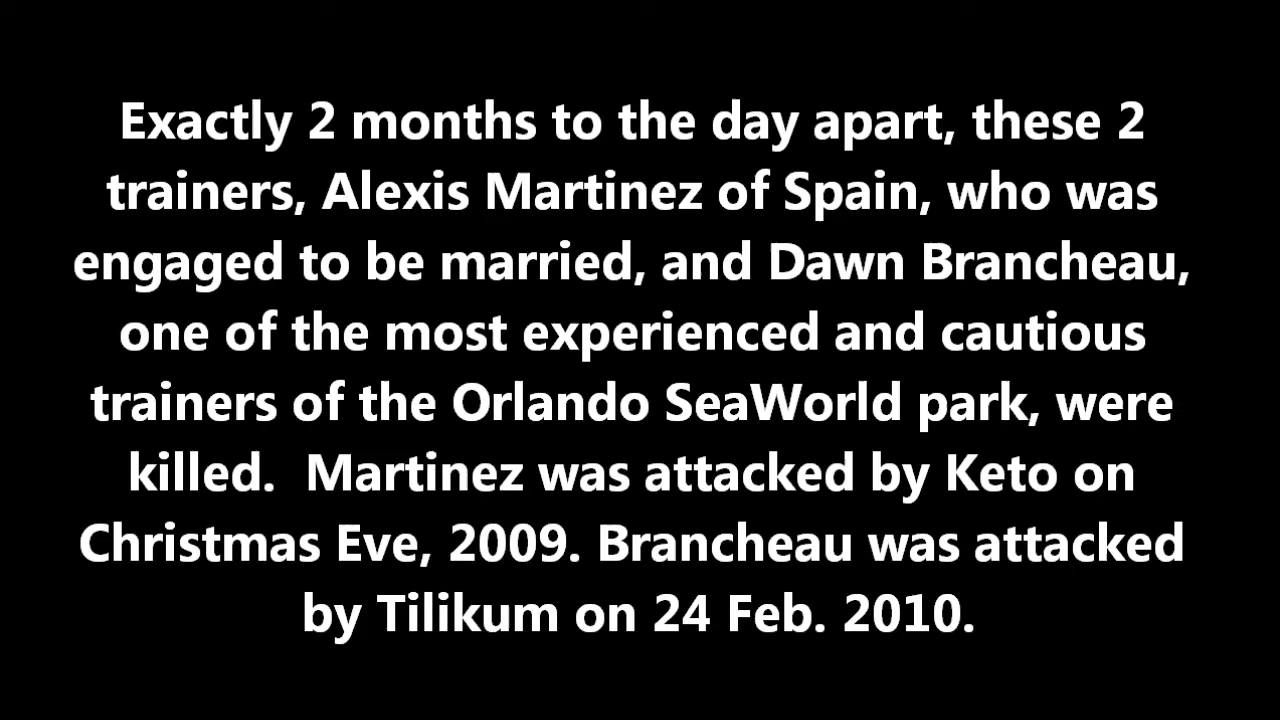 Exactly 2 months to the day apart, these 2
trainers, Alexis Martinez of Spain, who was
engaged to be married, and Dawn Brancheau,
one of the most experienced and cautious
trainers of the Orlando SeaWorld park, were
killed.  Martinez was attacked by Keto on
Christmas Eve, 2009. Brancheau was attacked
by Tilikum on 24 Feb. 2010.